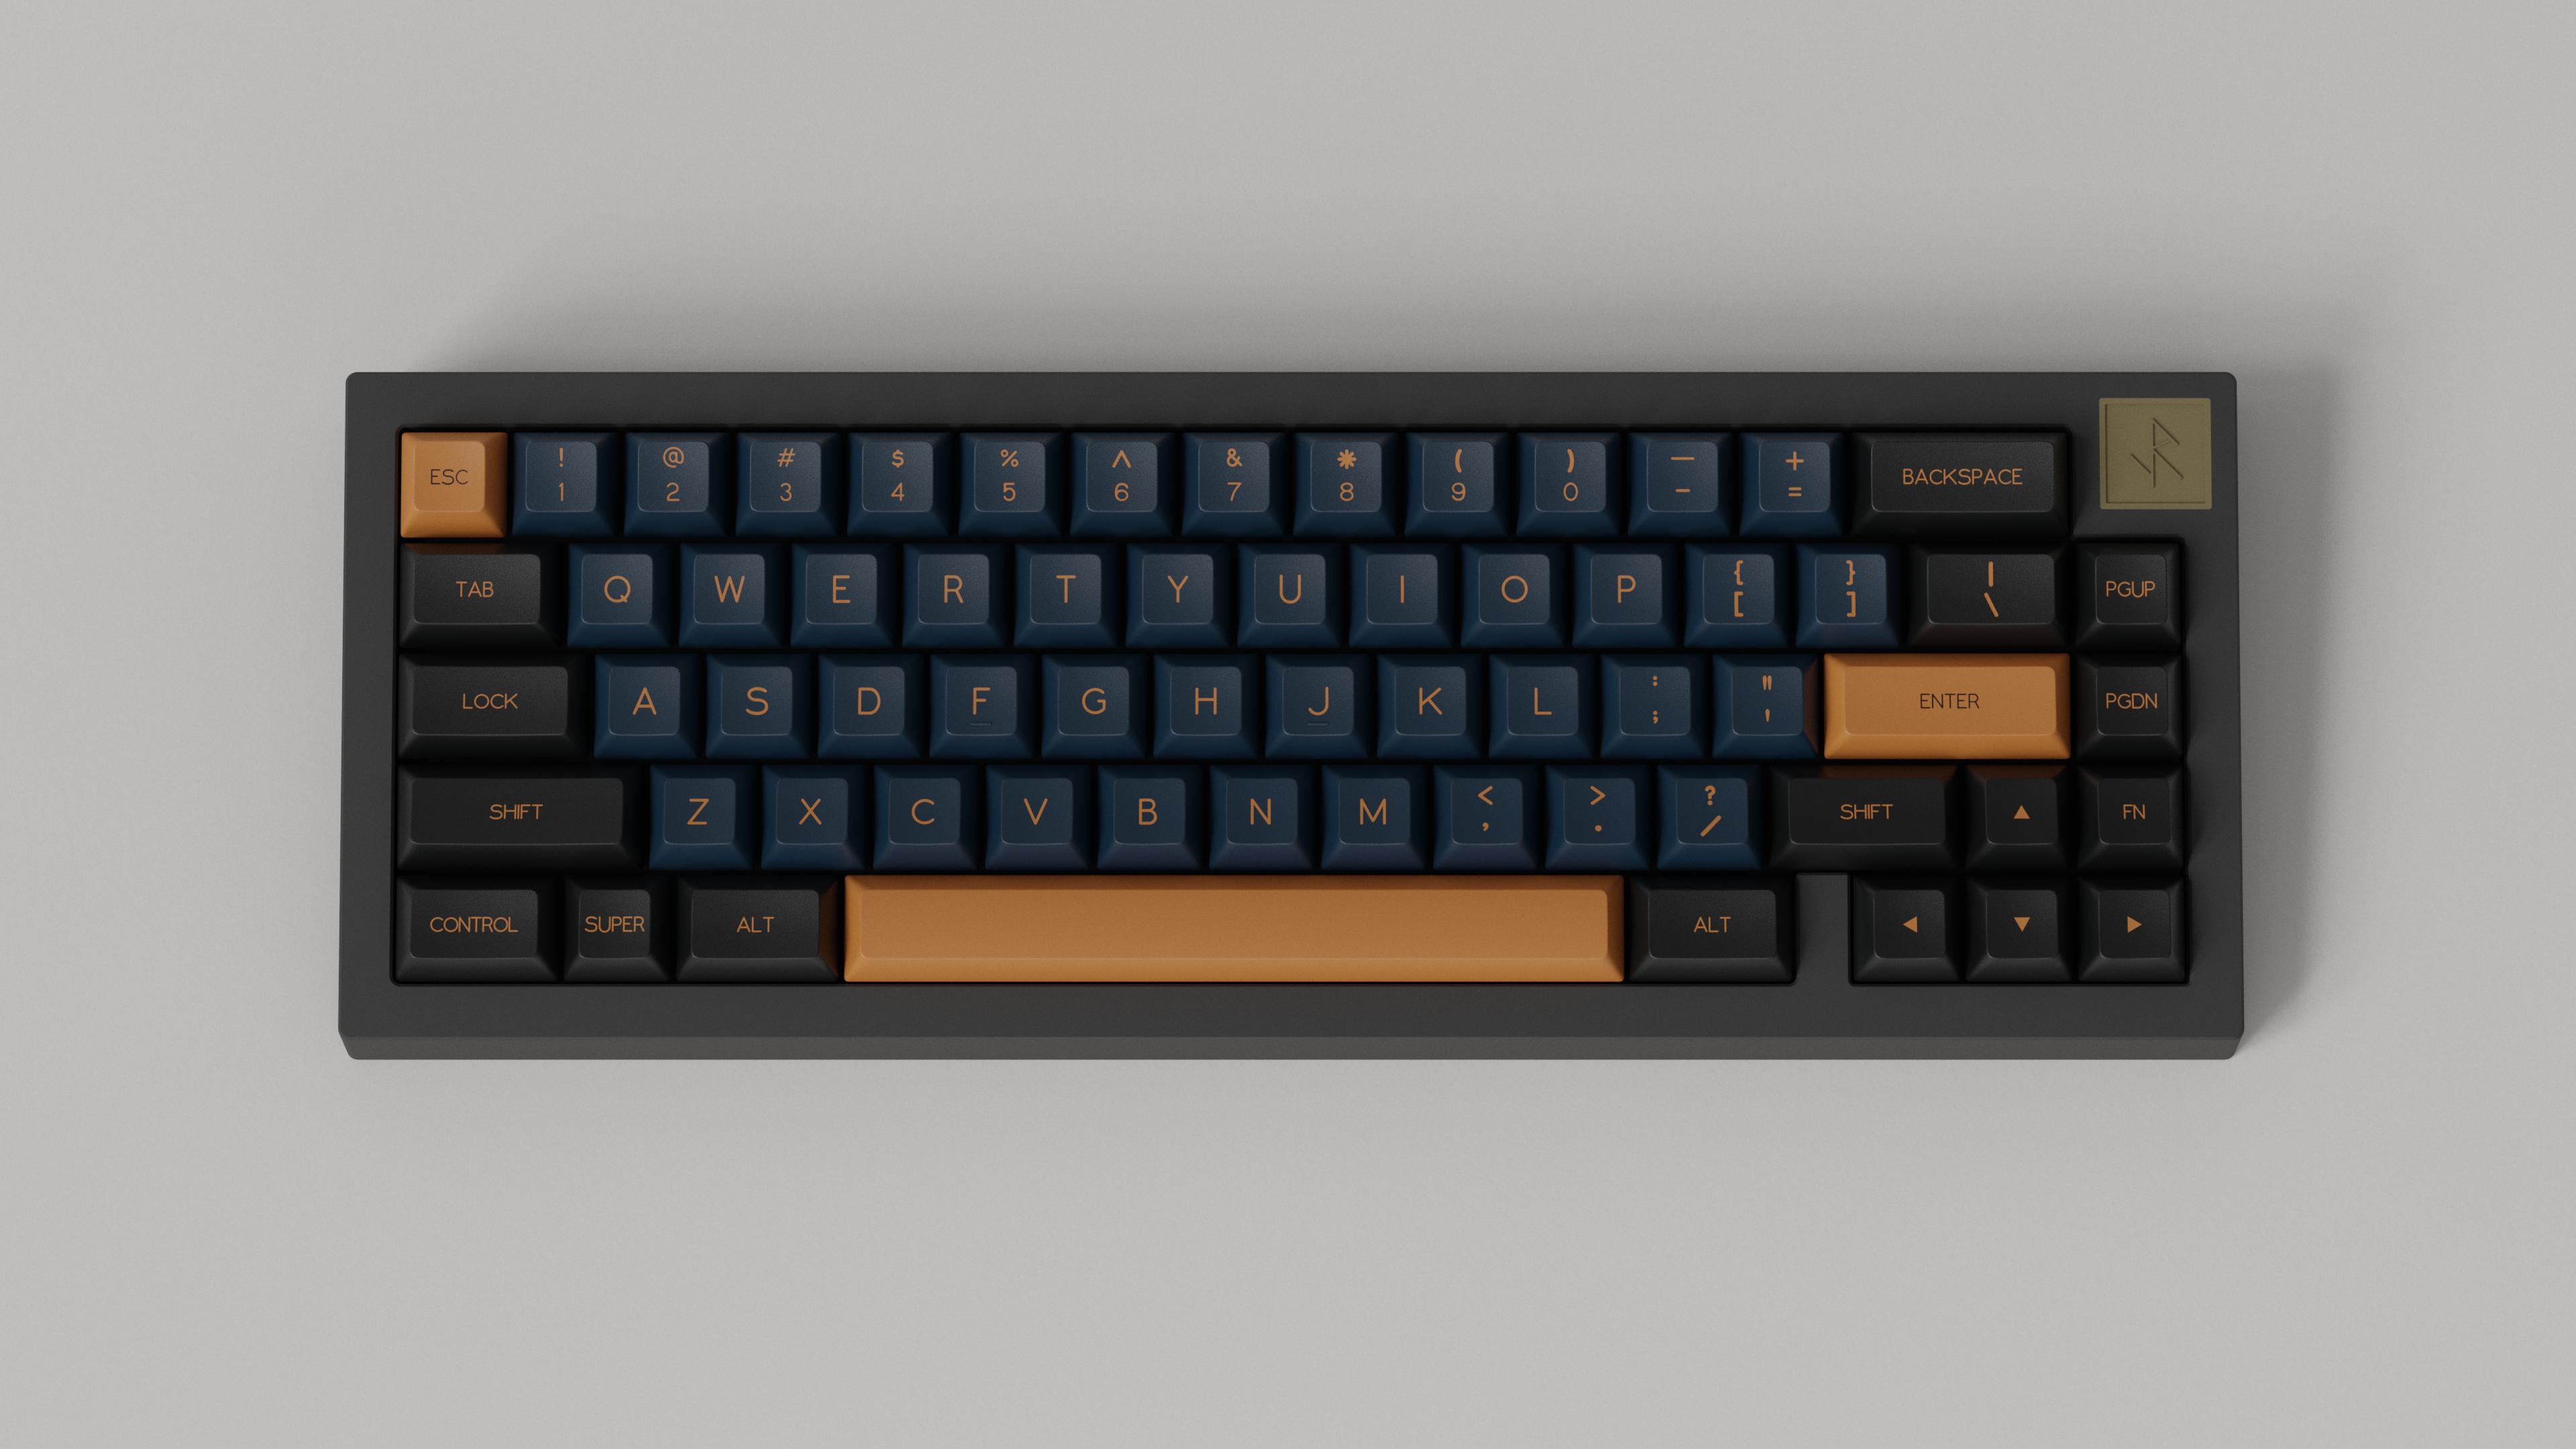 ESC ! @ # $ % ^ & * ( ) — +
1 2 3 4 5 6 7 8 9 0 - = BACKSPACE
TAB Q W E R T Y U I O P { } | PGUP
[ ] \
LOCK A S D F G H J K L : " ENTER PGDN
; '
SHIFT Z X C V B N M < > ? SHIFT ▲ FN
, . /
CONTROL SUPER ALT ALT ◀ ▼ ▶